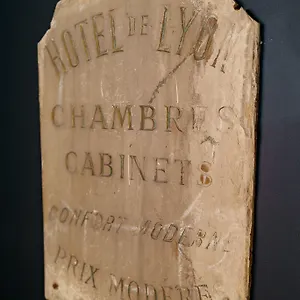 HOTEL DE LYON
CHAMBRES
CABINETS
CONFORT MODERNE
PRIX MODERE